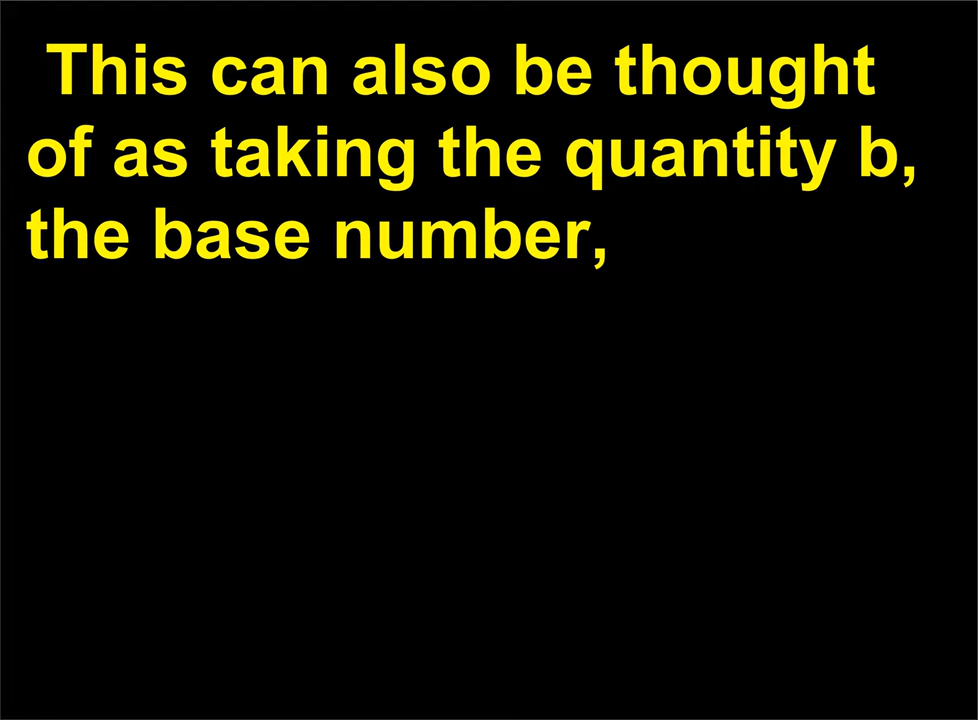 This can also be thought
of as taking the quantity b,
the base number,